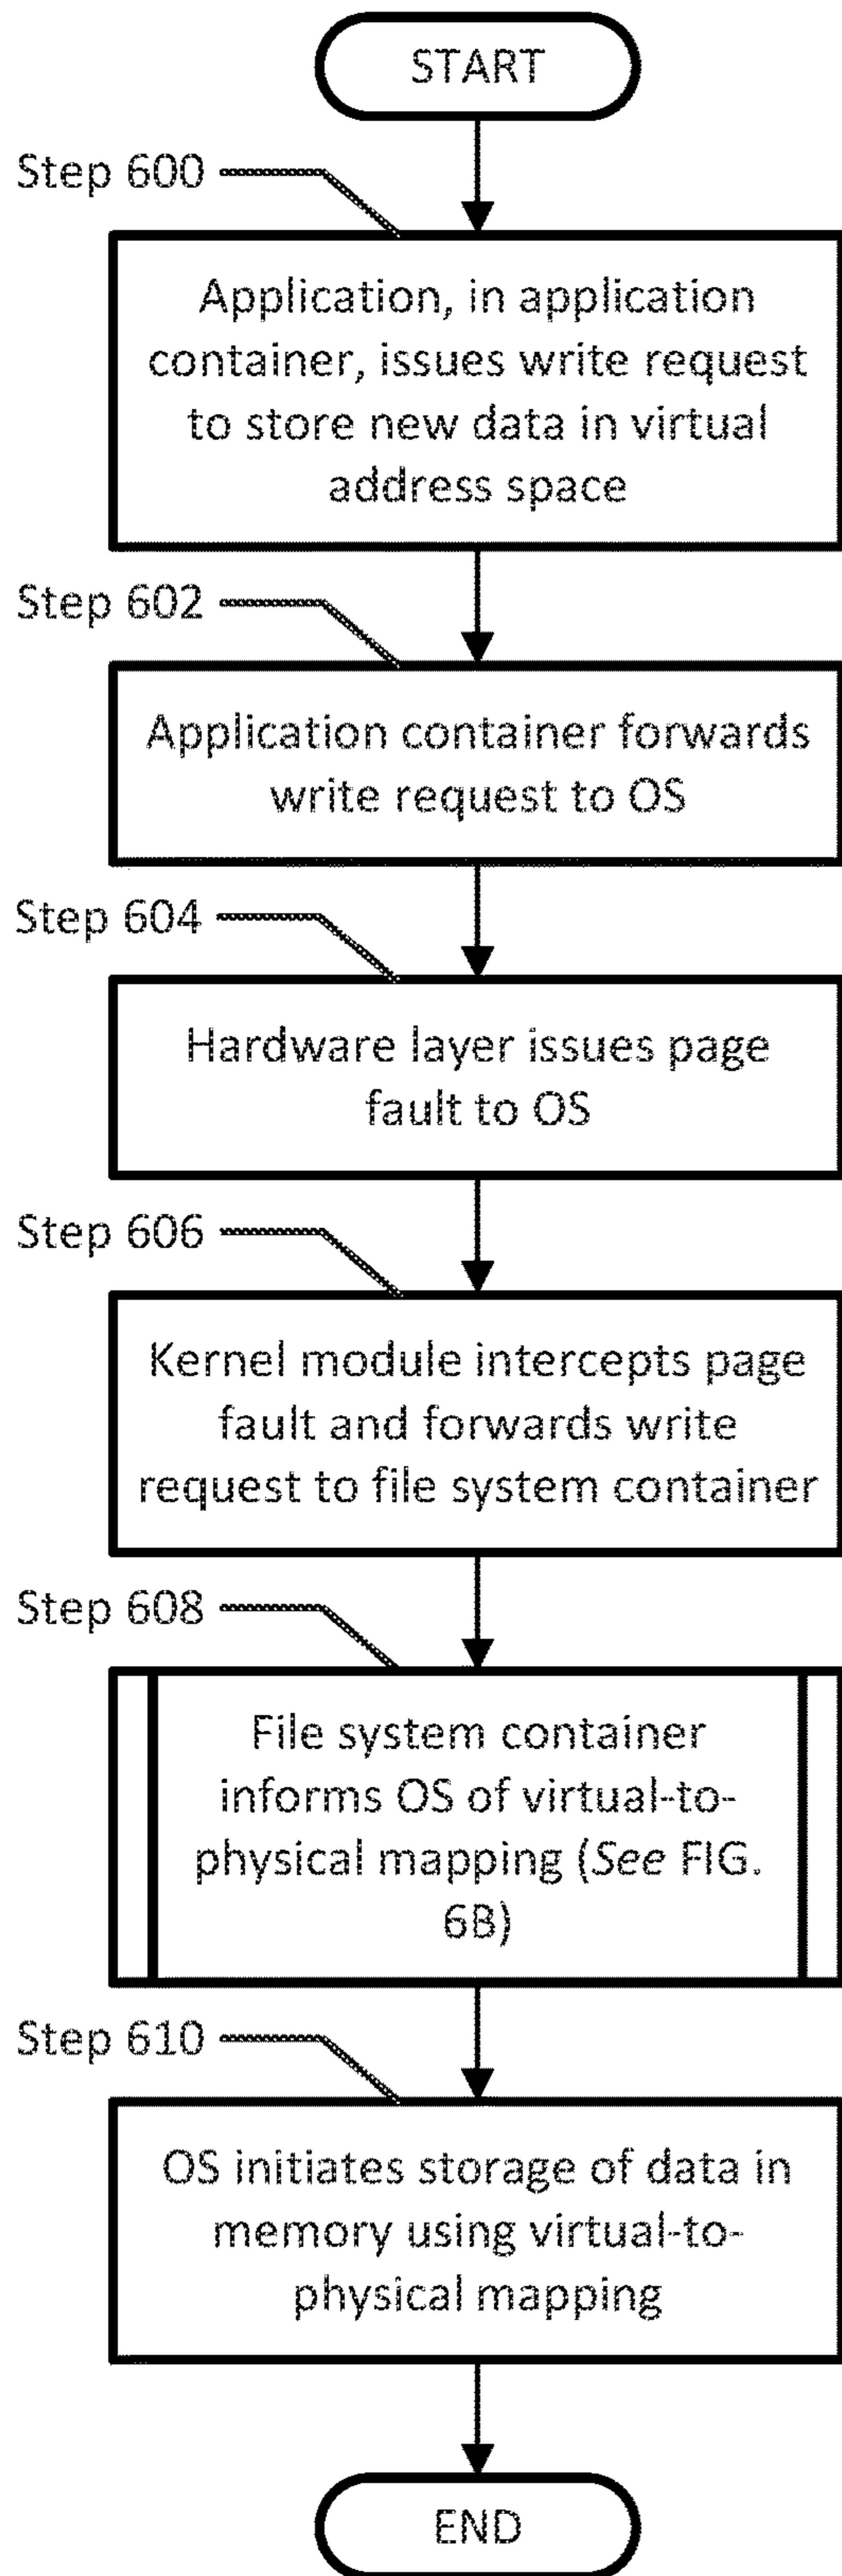 START
Step 600
Application, in application
container, issues write request
to store new data in virtual
address space
Step 602
Application container forwards
write request to OS
Step 604
Hardware layer issues page
fault to OS
Step 606
Kernel module intercepts page
fault and forwards write
request to file system container
Step 608
File system container
informs OS of virtual-to-
physical mapping (See FIG.
6B)
Step 610
OS initiates storage of data in
memory using virtual-to-
physical mapping
END